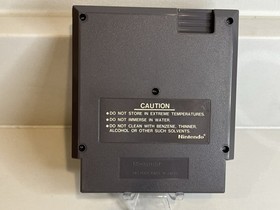 CAUTION
●DO NOT STORE IN EXTREME TEMPERATURES.
●DO NOT IMMERSE IN WATER.
●DO NOT CLEAN WITH BENZENE, THINNER,
ALCOHOL OR OTHER SUCH SOLVENTS.
Nintendo®